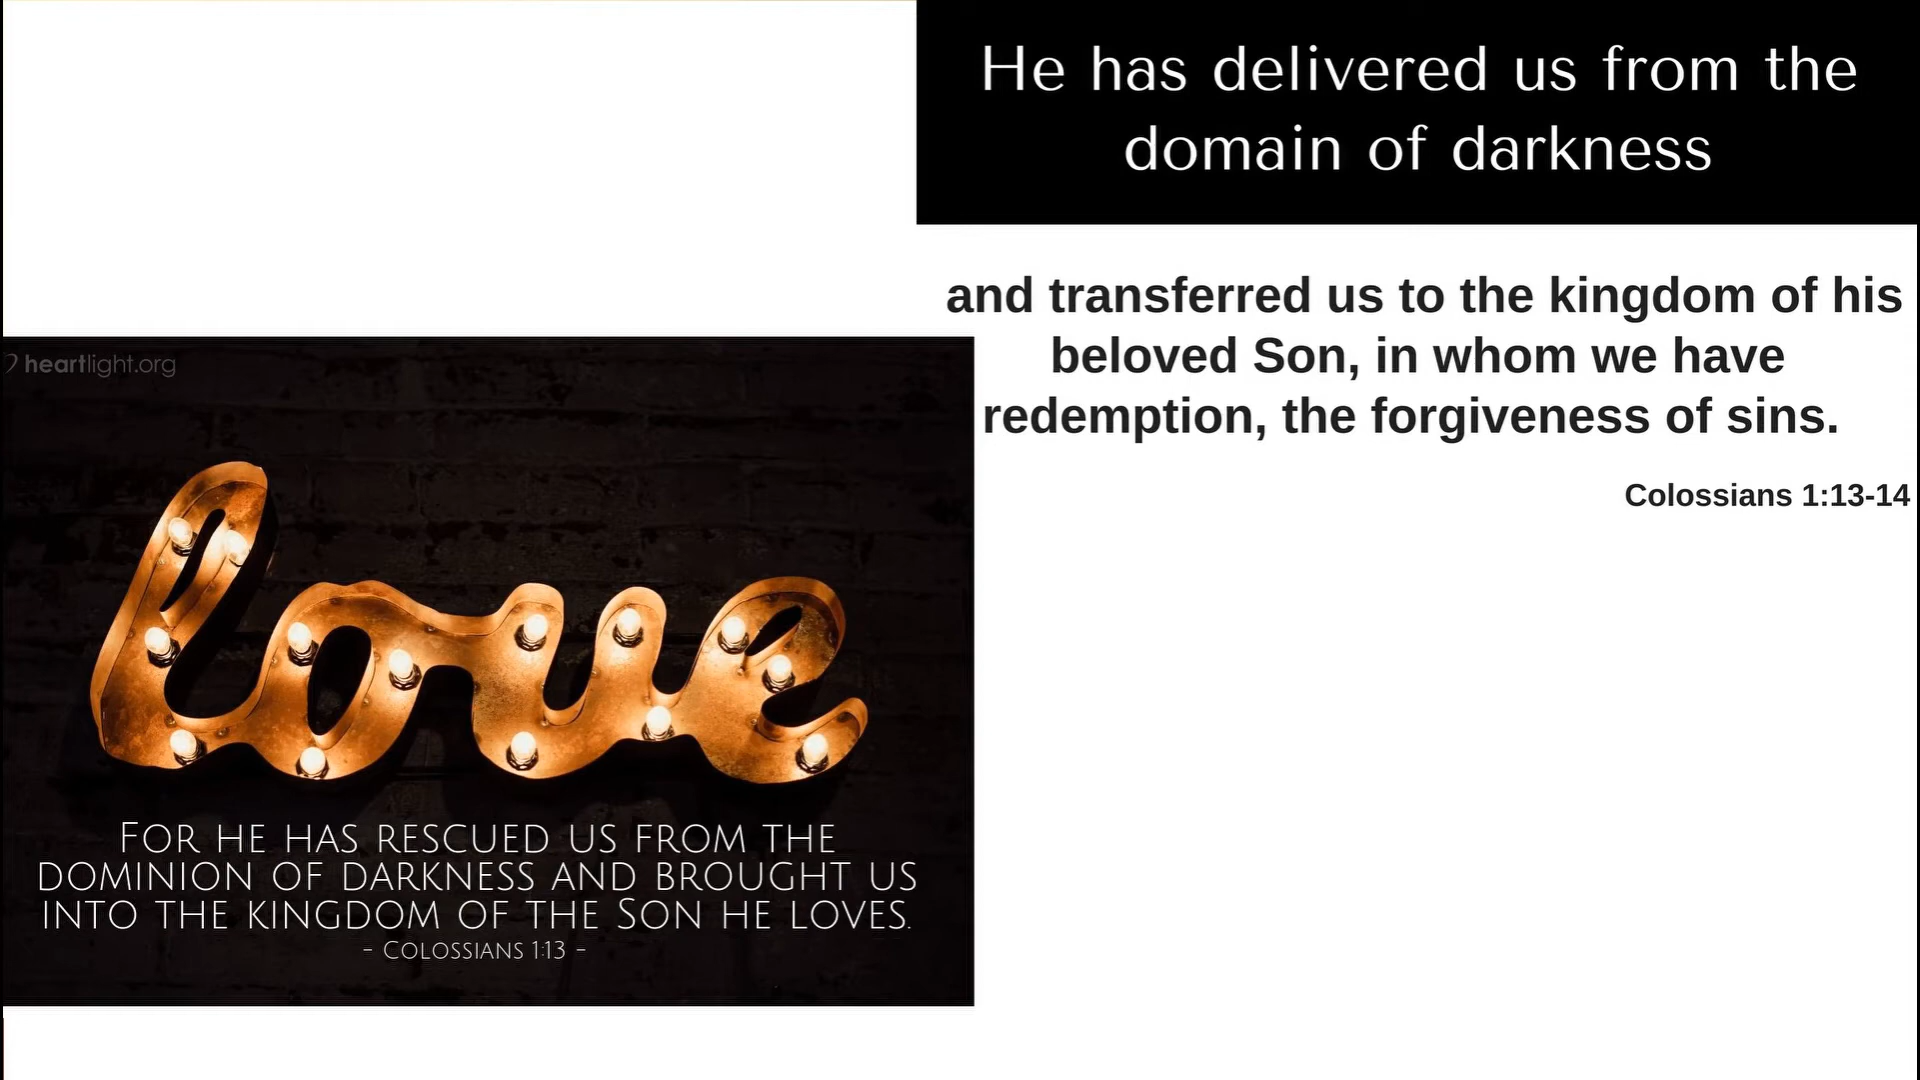 He has delivered us from the
domain of darkness
and transferred us to the kingdom of his
beloved Son, in whom we have
redemption, the forgiveness of sins.
Colossians 1:13-14
heartlight.org
love
FOR HE HAS RESCUED US FROM THE
DOMINION OF DARKNESS AND BROUGHT US
INTO THE KINGDOM OF THE SON HE LOVES.
- COLOSSIANS 1:13 -